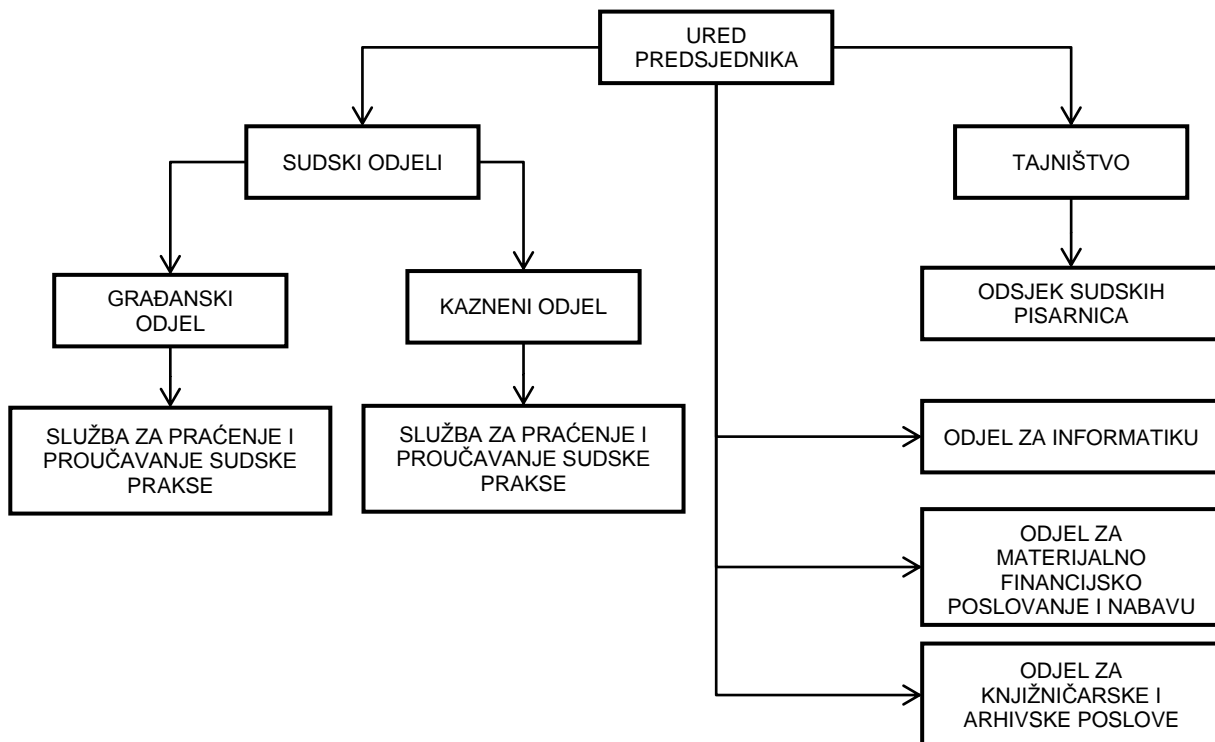 URED
PREDSJEDNIKA
SUDSKI ODJELI
TAJNIŠTVO
GRAĐANSKI
ODJEL
KAZNENI ODJEL
ODSJEK SUDSKIH
PISARNICA
SLUŽBA ZA PRAĆENJE I
PROUČAVANJE SUDSKE
PRAKSE
SLUŽBA ZA PRAĆENJE I
PROUČAVANJE SUDSKE
PRAKSE
ODJEL ZA INFORMATIKU
ODJEL ZA
MATERIJALNO
FINANCIJSKO
POSLOVANJE I NABAVU
ODJEL ZA
KNJIŽNIČARSKE I
ARHIVSKE POSLOVE